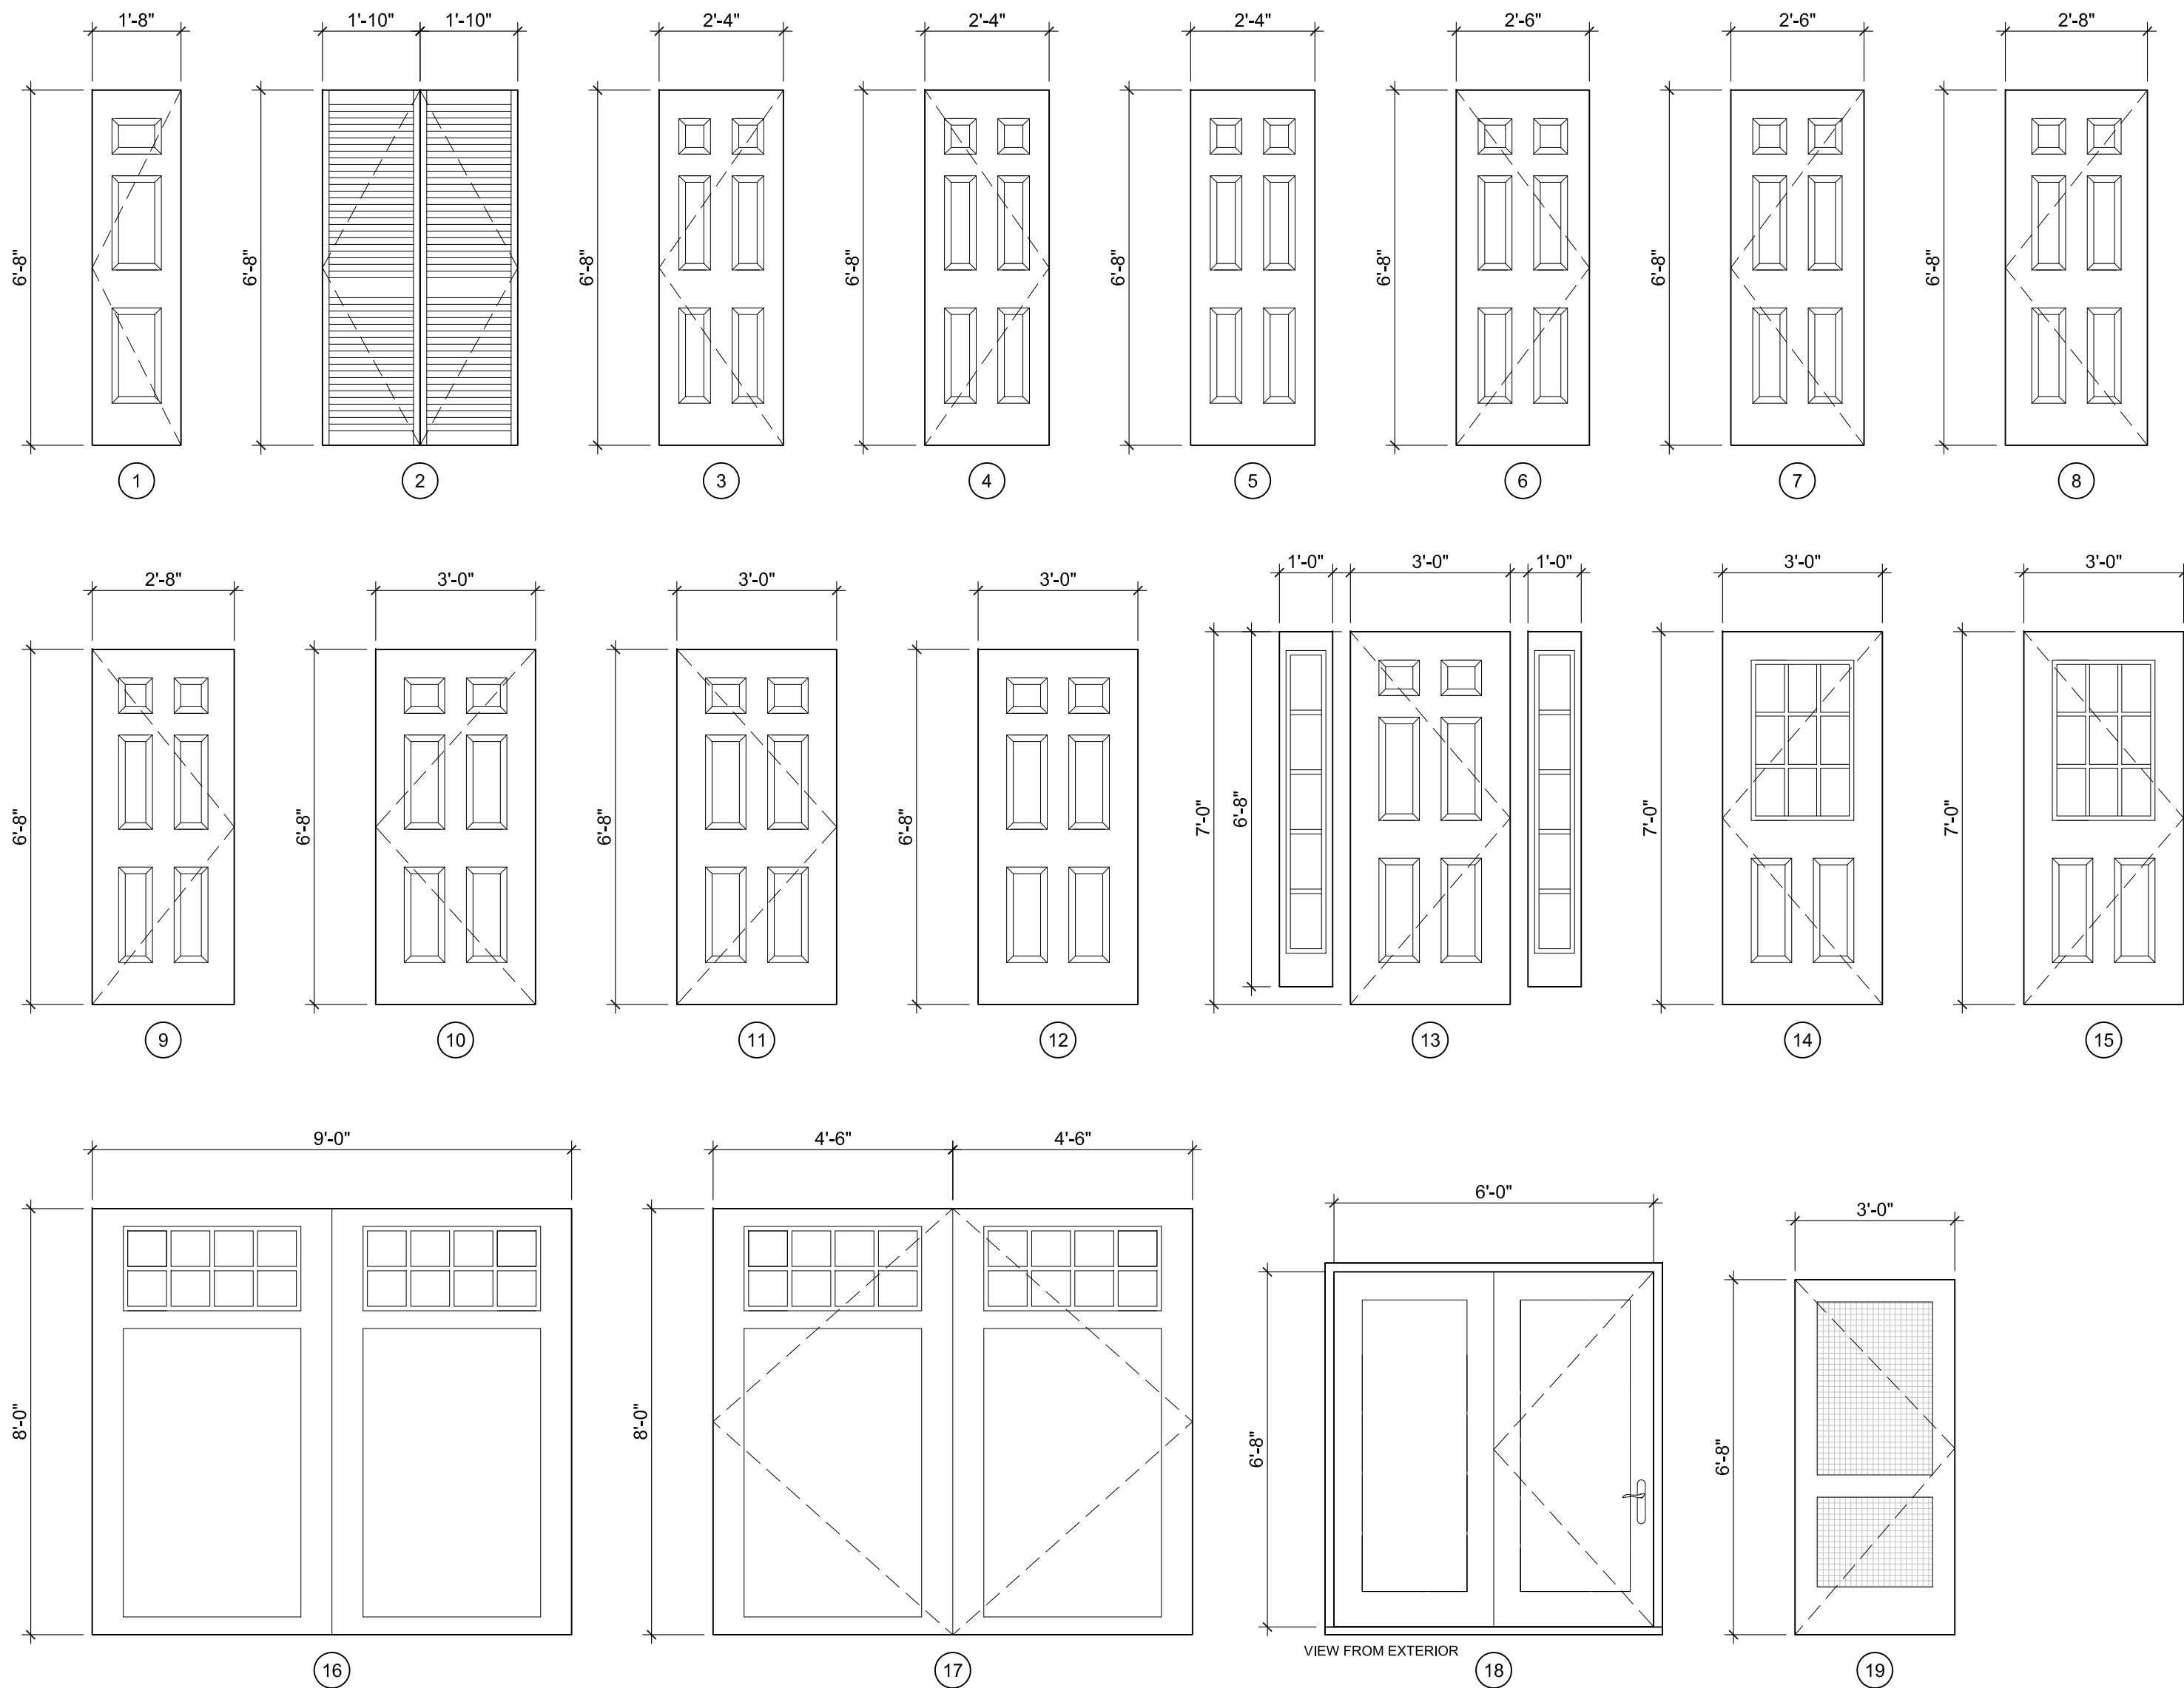 1'-8" 1'-10" 1'-10" 2'-4" 2'-4" 2'-4" 2'-6" 2'-6" 2'-8"
6'-8" 6'-8" 6'-8" 6'-8" 6'-8" 6'-8" 6'-8" 6'-8"
1 2 3 4 5 6 7 8
2'-8" 3'-0" 3'-0" 3'-0" 1'-0" 3'-0" 1'-0" 3'-0" 3'-0"
6'-8" 6'-8" 6'-8" 6'-8" 7'-0" 6'-8" 7'-0" 7'-0"
9 10 11 12 13 14 15
9'-0" 4'-6" 4'-6" 6'-0" 3'-0"
8'-0" 8'-0" 6'-8" 6'-8"
VIEW FROM EXTERIOR
16 17 18 19